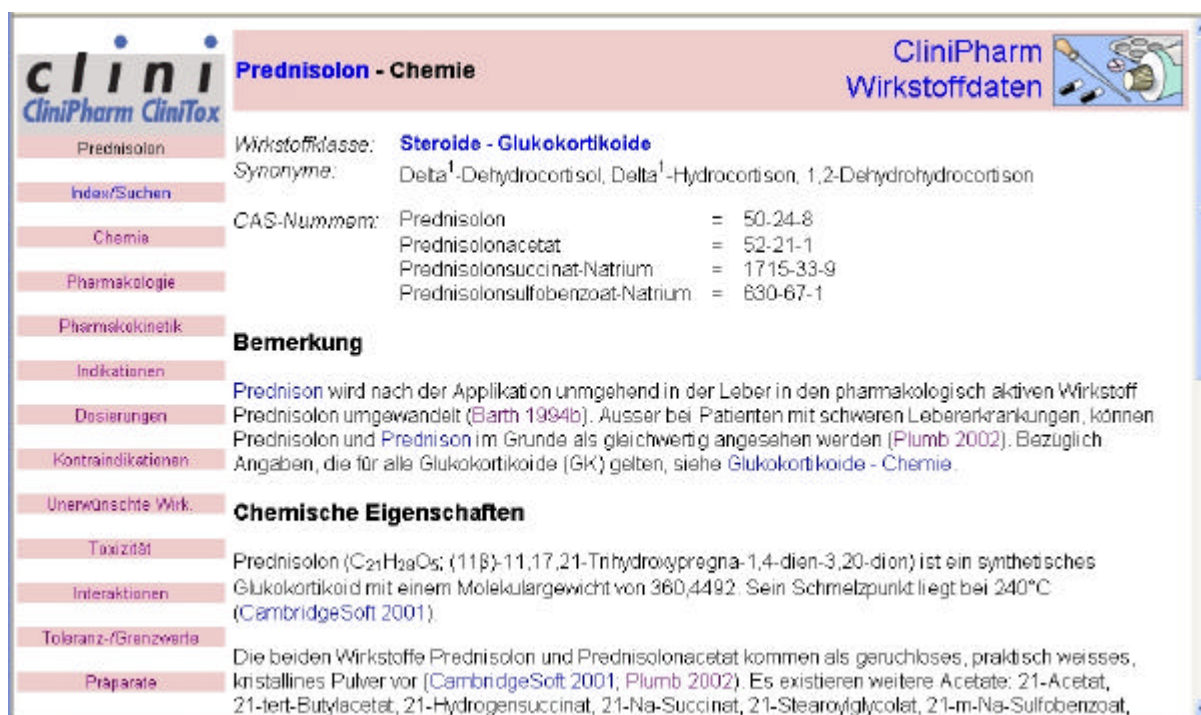 clini
CliniPharm CliniTox
Prednisolon - Chemie
CliniPharm
Wirkstoffdaten
Prednisolon
Index/Suchen
Chemie
Pharmakologie
Pharmakokinetik
Indikationen
Dosierungen
Kontraindikationen
Unerwünschte Wirk.
Toxizität
Interaktionen
Toleranz-/Grenzwerte
Präparate
Wirkstoffklasse: Steroide - Glukokortikoide
Synonyme: Delta¹-Dehydrocortisol, Delta¹-Hydrocortison, 1,2-Dehydrohydrocortison
CAS-Nummern: Prednisolon = 50-24-8
Prednisolonacetat = 52-21-1
Prednisolonsuccinat-Natrium = 1715-33-9
Prednisolonsulfobenzoat-Natrium = 630-67-1
Bemerkung
Prednison wird nach der Applikation unmgehend in der Leber in den pharmakologisch aktiven Wirkstoff
Prednisolon umgewandelt (Barth 1994b). Ausser bei Patienten mit schweren Lebererkrankungen, können
Prednisolon und Prednison im Grunde als gleichwertig angesehen werden (Plumb 2002). Bezüglich
Angaben, die für alle Glukokortikoide (GK) gelten, siehe Glukokortikoide - Chemie.
Chemische Eigenschaften
Prednisolon (C₂₁H₂₈O₅; (11β)-11,17,21-Trihydroxypregna-1,4-dien-3,20-dion) ist ein synthetisches
Glukokortikoid mit einem Molekulargewicht von 360,4492. Sein Schmelzpunkt liegt bei 240°C
(CambridgeSoft 2001).
Die beiden Wirkstoffe Prednisolon und Prednisolonacetat kommen als geruchloses, praktisch weisses,
kristallines Pulver vor (CambridgeSoft 2001; Plumb 2002). Es existieren weitere Acetate: 21-Acetat,
21-tert-Butylacetat, 21-Hydrogensuccinat, 21-Na-Succinat, 21-Stearoylglycolat, 21-m-Na-Sulfobenzoat,